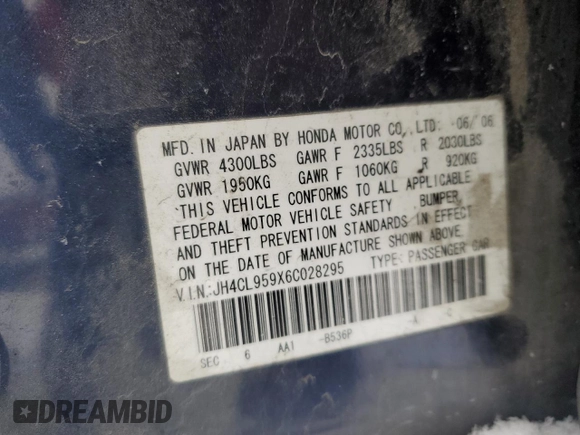 MFD. IN JAPAN BY HONDA MOTOR CO., LTD. 06/06
GVWR 4300LBS GAWR F 2335LBS R 2030LBS
GVWR 1950KG GAWR F 1060KG R 920KG
THIS VEHICLE CONFORMS TO ALL APPLICABLE
FEDERAL MOTOR VEHICLE SAFETY, BUMPER,
AND THEFT PREVENTION STANDARDS IN EFFECT
ON THE DATE OF MANUFACTURE SHOWN ABOVE.
V.I.N.:JH4CL959X6C028295 TYPE: PASSENGER CAR
SEC 6 AA1 -B536P -A
DREAMBID